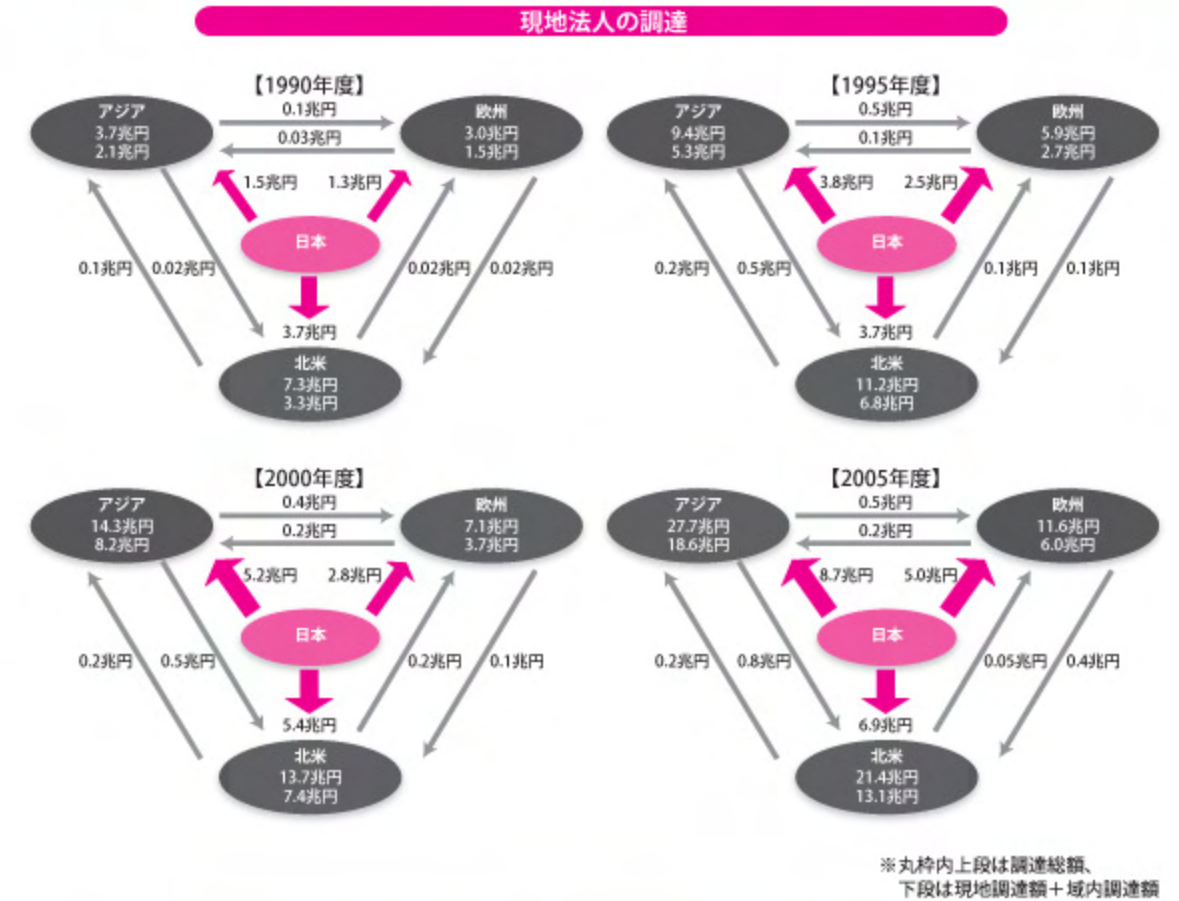 現地法人の調達
【1990年度】
アジア
3.7兆円
2.1兆円
0.1兆円
0.03兆円
欧州
3.0兆円
1.5兆円
1.5兆円
1.3兆円
日本
0.1兆円
0.02兆円
0.02兆円
0.02兆円
3.7兆円
北米
7.3兆円
3.3兆円
【1995年度】
アジア
9.4兆円
5.3兆円
0.5兆円
0.1兆円
欧州
5.9兆円
2.7兆円
3.8兆円
2.5兆円
日本
0.2兆円
0.5兆円
0.1兆円
0.1兆円
3.7兆円
北米
11.2兆円
6.8兆円
【2000年度】
アジア
14.3兆円
8.2兆円
0.4兆円
0.2兆円
欧州
7.1兆円
3.7兆円
5.2兆円
2.8兆円
日本
0.2兆円
0.5兆円
0.2兆円
0.1兆円
5.4兆円
北米
13.7兆円
7.4兆円
【2005年度】
アジア
27.7兆円
18.6兆円
0.5兆円
0.2兆円
欧州
11.6兆円
6.0兆円
8.7兆円
5.0兆円
日本
0.2兆円
0.8兆円
0.05兆円
0.4兆円
6.9兆円
北米
21.4兆円
13.1兆円
※丸枠内上段は調達総額、
下段は現地調達額＋域内調達額